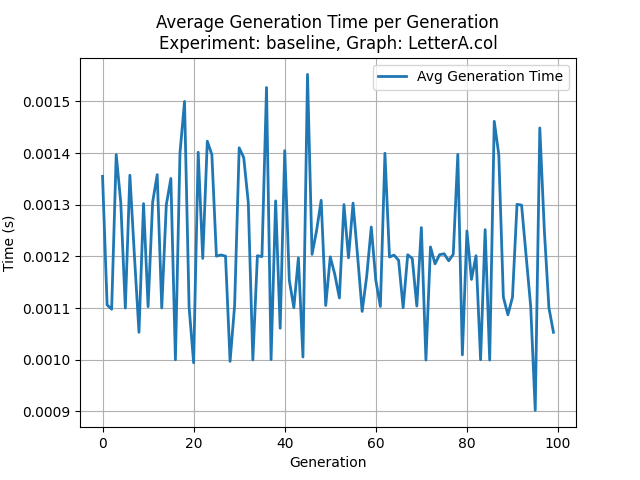 Average Generation Time per Generation
Experiment: baseline, Graph: LetterA.col
Avg Generation Time
0.0015
0.0014
0.0013
0.0012
0.0011
0.0010
0.0009
Time (s)
0 20 40 60 80 100
Generation